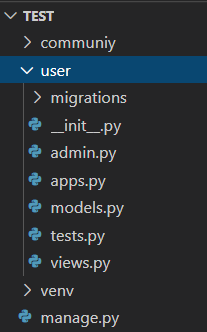 TEST
communiy
user
migrations
__init__.py
admin.py
apps.py
models.py
tests.py
views.py
venv
manage.py